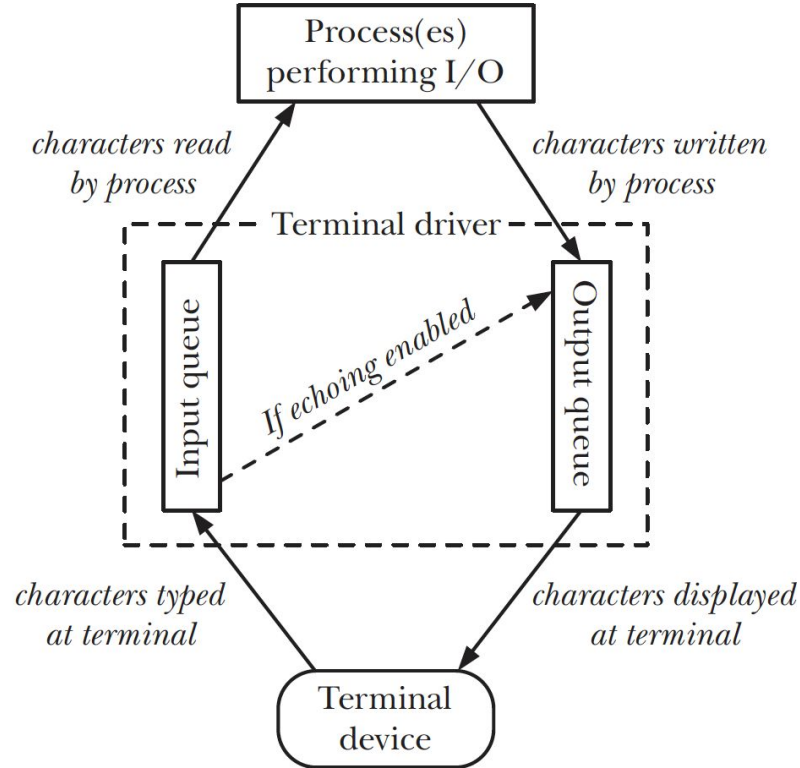 Process(es)
performing I/O
characters read
by process
characters written
by process
Terminal driver
Input queue
If echoing enabled
Output queue
characters typed
at terminal
characters displayed
at terminal
Terminal
device